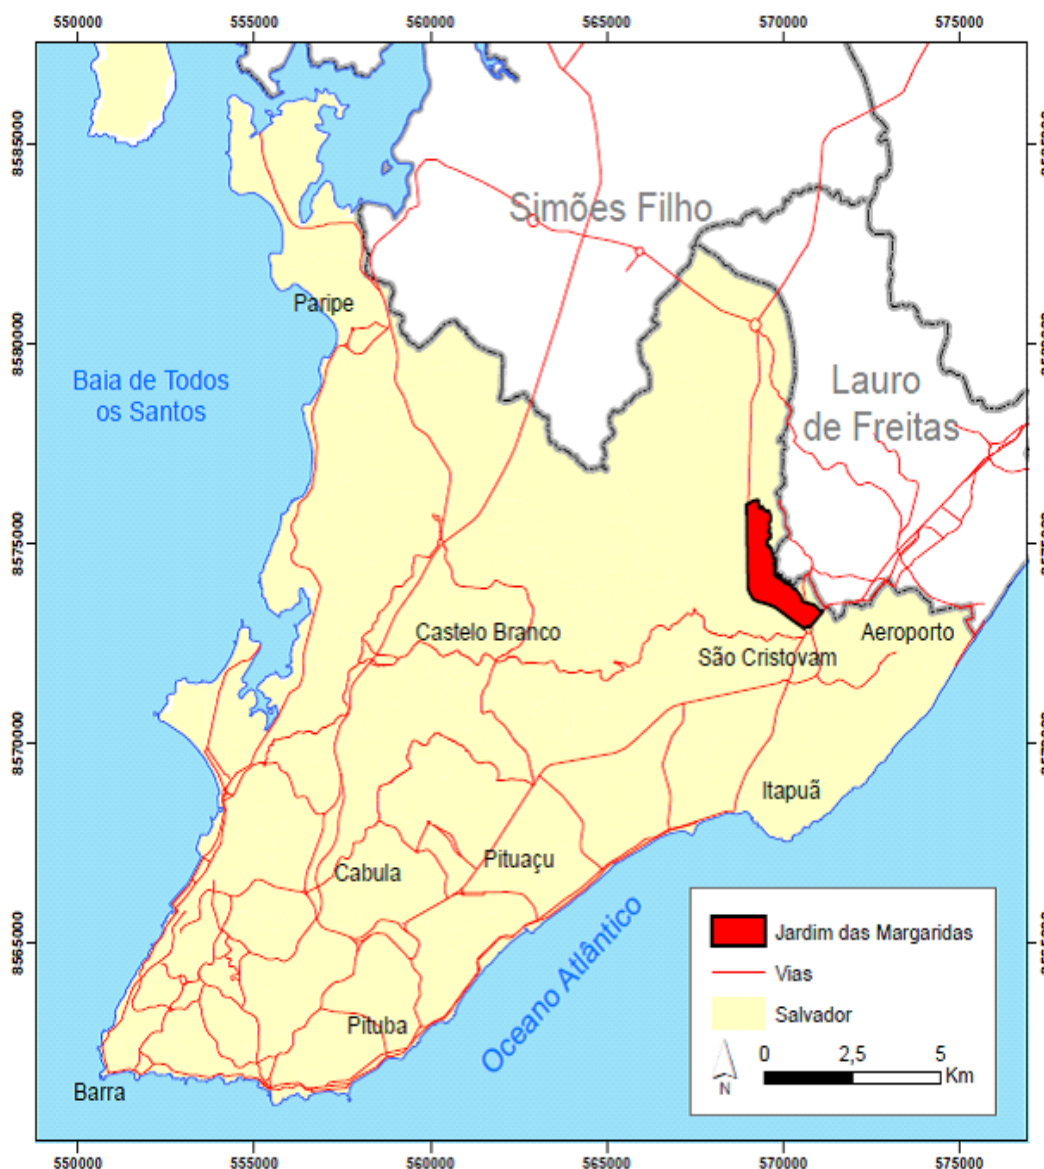 550000 555000 560000 565000 570000 575000
8585000
8580000
8575000
8570000
8565000
Simões Filho
Paripe
Baia de Todos
os Santos
Lauro
de Freitas
Castelo Branco
Aeroporto
São Cristovam
Itapuã
Pituaçu
Cabula
Oceano Atlântico
Pituba
Barra
Jardim das Margaridas
Vias
Salvador
N
0 2,5 5
Km
550000 555000 560000 565000 570000 575000